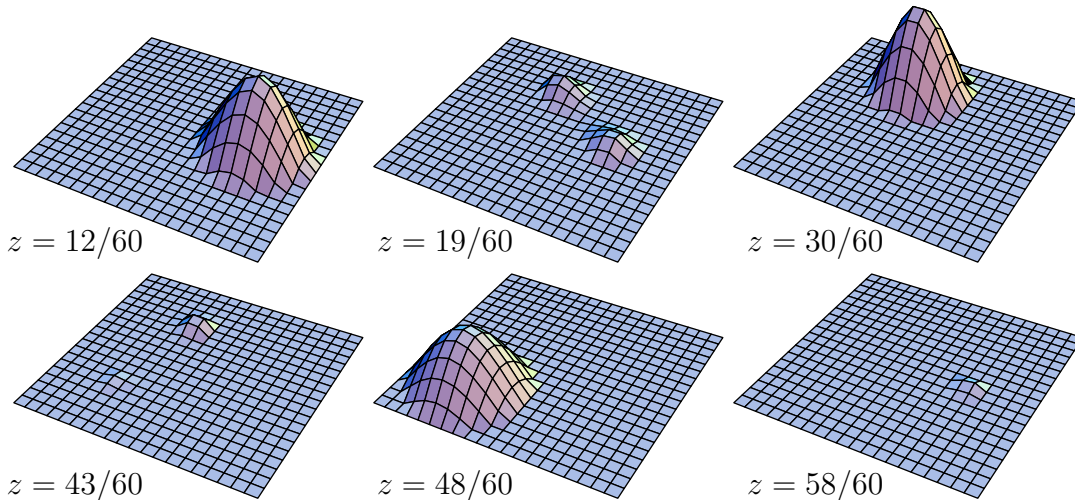 z = 12/60
z = 19/60
z = 30/60
z = 43/60
z = 48/60
z = 58/60